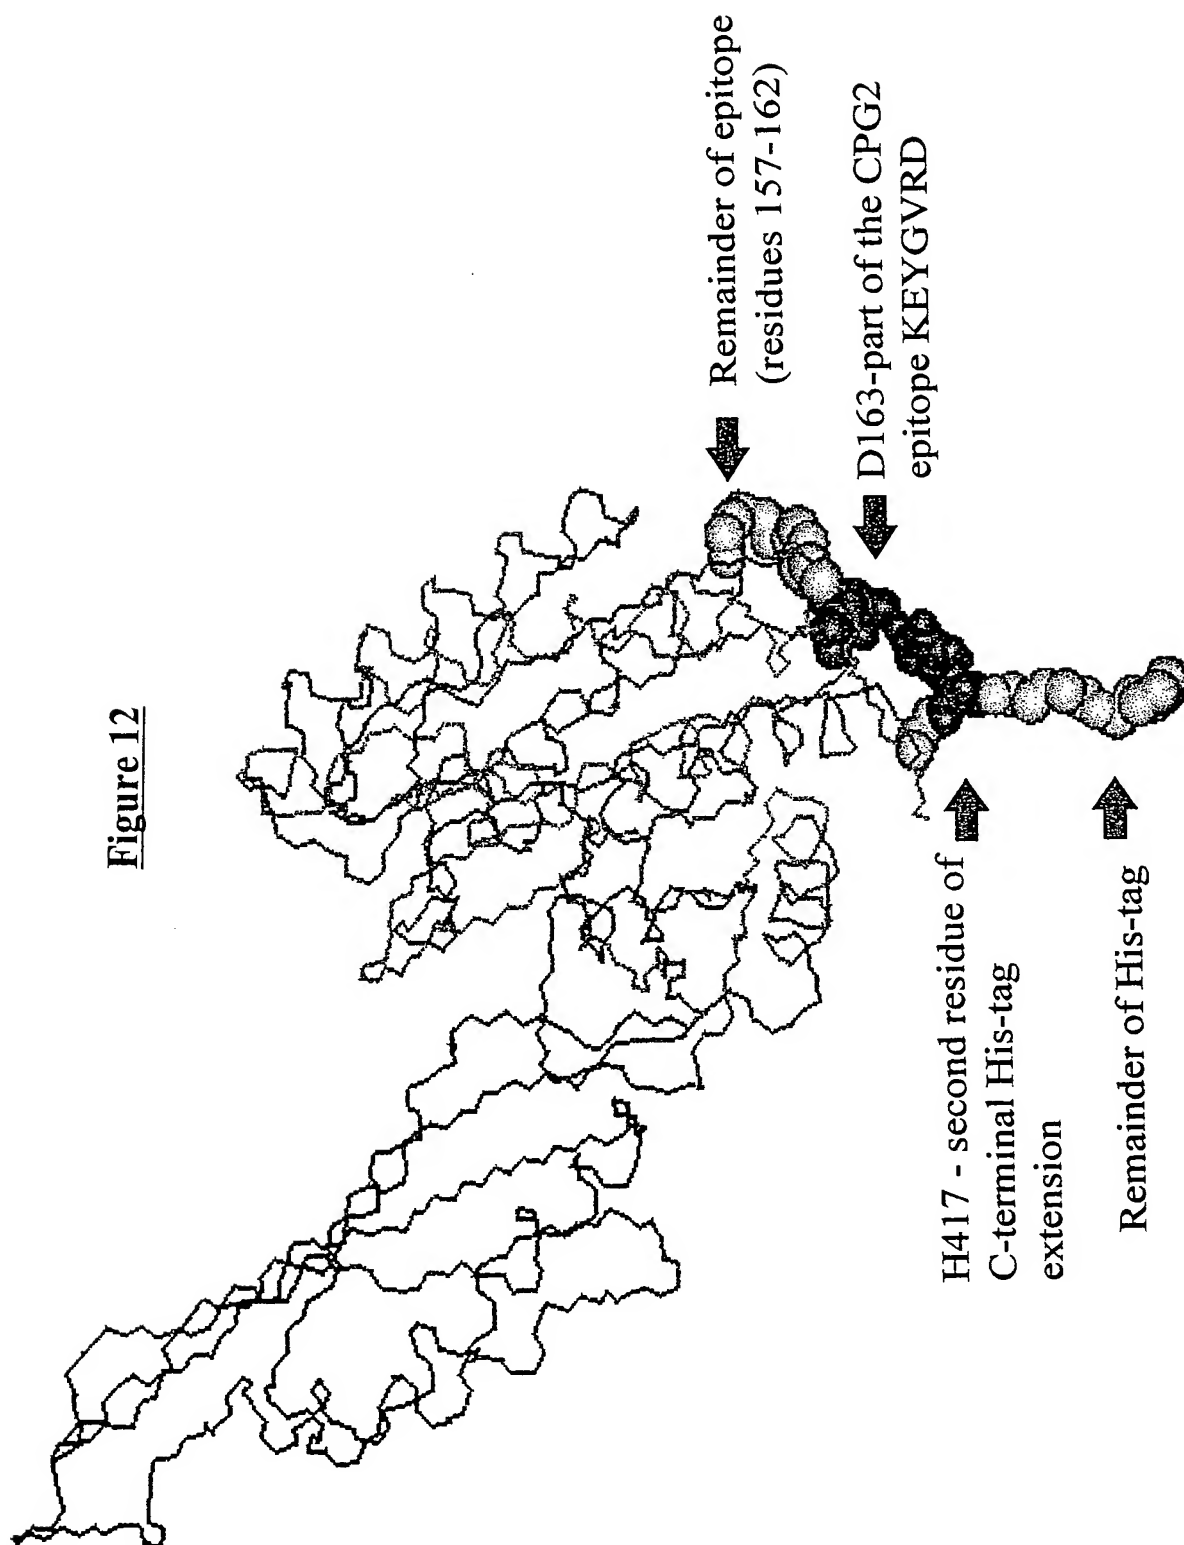 Figure 12
Remainder of epitope
(residues 157-162)
D163-part of the CPG2
epitope KEYGVRD
H417 - second residue of
C-terminal His-tag
extension
Remainder of His-tag